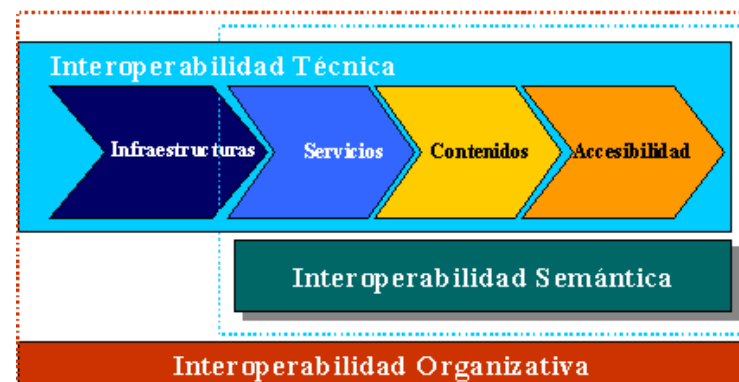 Interoperabilidad Técnica
Infraestructuras
Servicios
Contenidos
Accesibilidad
Interoperabilidad Semántica
Interoperabilidad Organizativa